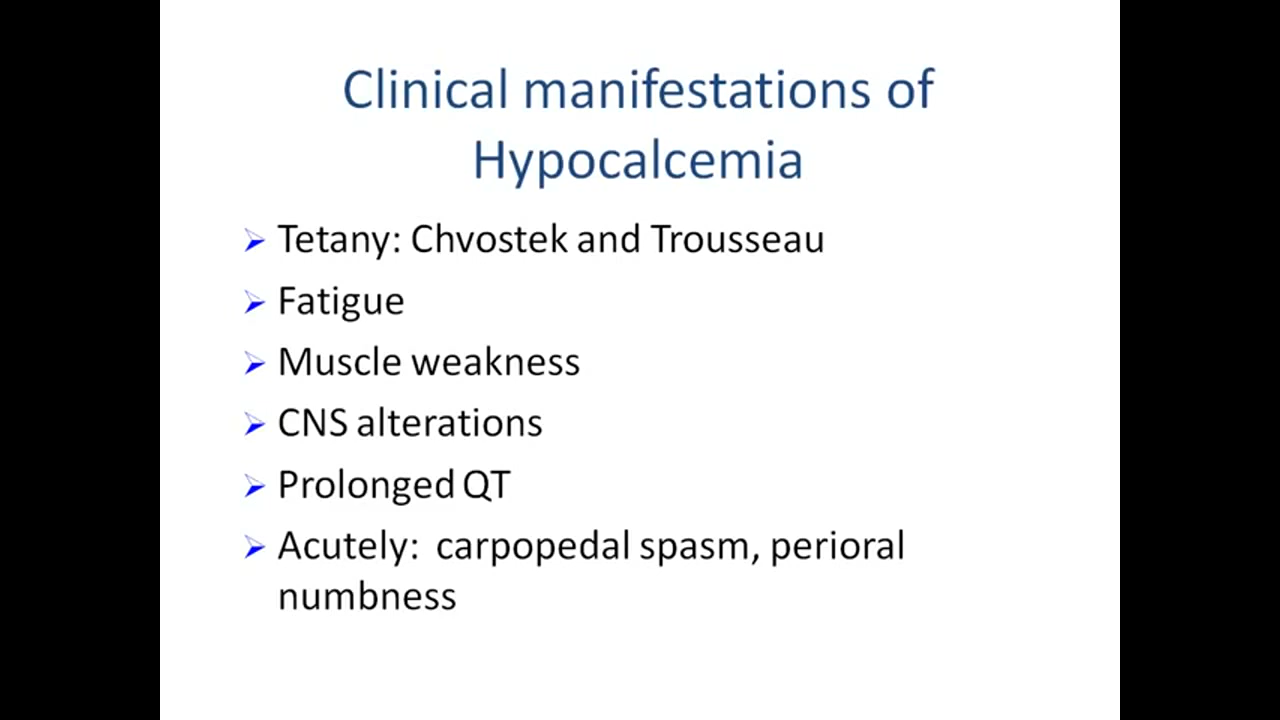 Clinical manifestations of
Hypocalcemia
Tetany: Chvostek and Trousseau
Fatigue
Muscle weakness
CNS alterations
Prolonged QT
Acutely: carpopedal spasm, perioral
numbness